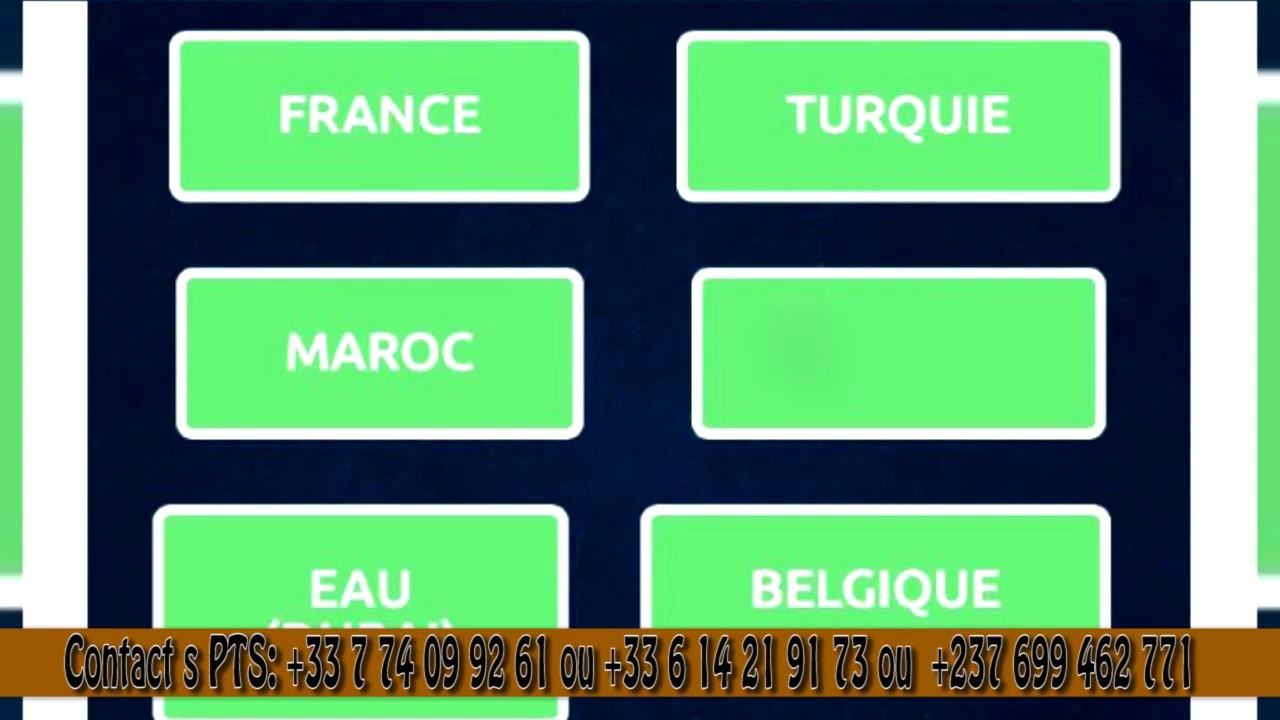 FRANCE
TURQUIE
MAROC
EAU
BELGIQUE
Contact s PTS: +33 7 74 09 92 61 ou +33 6 14 21 91 73 ou +237 699 462 771